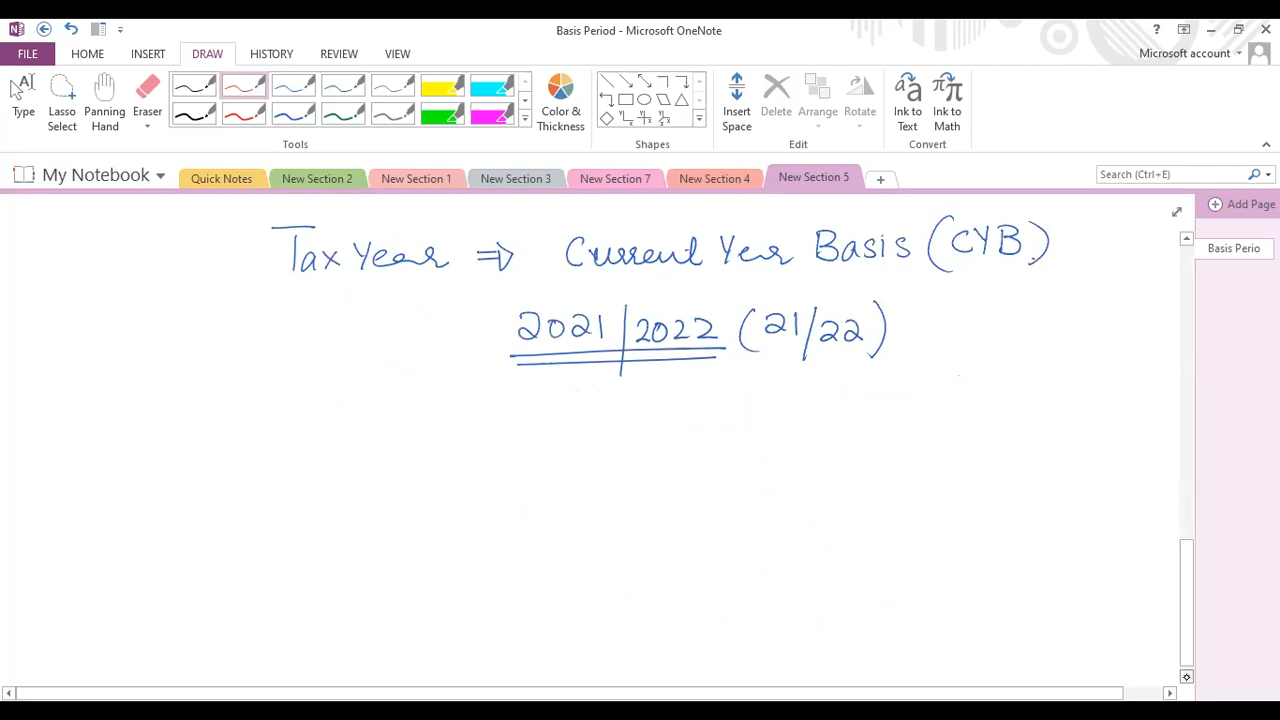 Basis Period - Microsoft OneNote
?
FILE HOME INSERT DRAW HISTORY REVIEW VIEW
Microsoft account
Type
Lasso Select
Panning Hand
Eraser
Color & Thickness
Insert Space
Delete
Arrange
Rotate
Ink to Text
Ink to Math
Tools Shapes Edit Convert
My Notebook Quick Notes New Section 2 New Section 1 New Section 3 New Section 7 New Section 4 New Section 5
Search (Ctrl+E)
Add Page
Basis Perio
Tax Year ⇒ Current Year Basis (CYB)
2021 | 2022 (21/22)